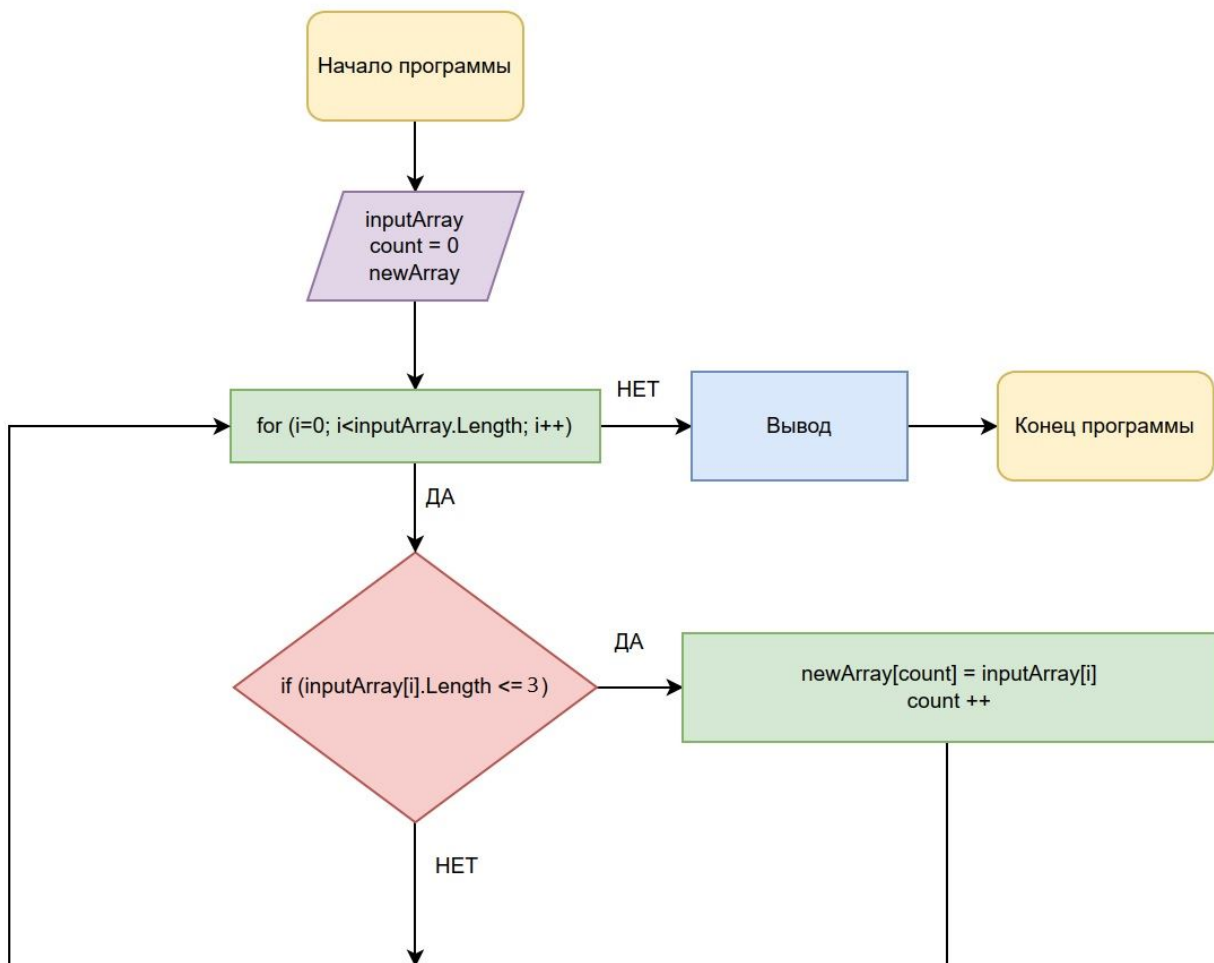 Начало программы
inputArray
count = 0
newArray
for (i=0; i<inputArray.Length; i++)
НЕТ
Вывод
Конец программы
ДА
if (inputArray[i].Length <= 3)
ДА
newArray[count] = inputArray[i]
count ++
НЕТ